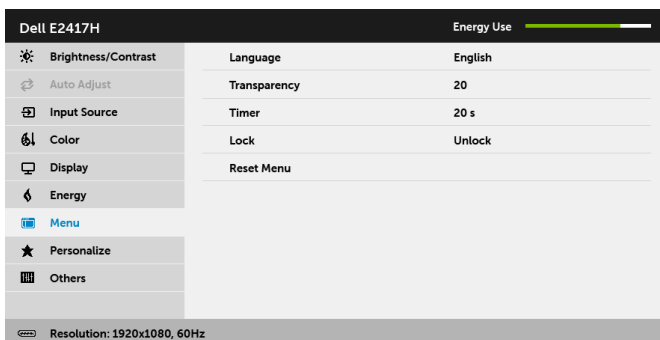 Dell E2417H Energy Use
Brightness/Contrast Language English
Auto Adjust Transparency 20
Input Source Timer 20 s
Color Lock Unlock
Display Reset Menu
Energy
Menu
Personalize
Others
Resolution: 1920x1080, 60Hz